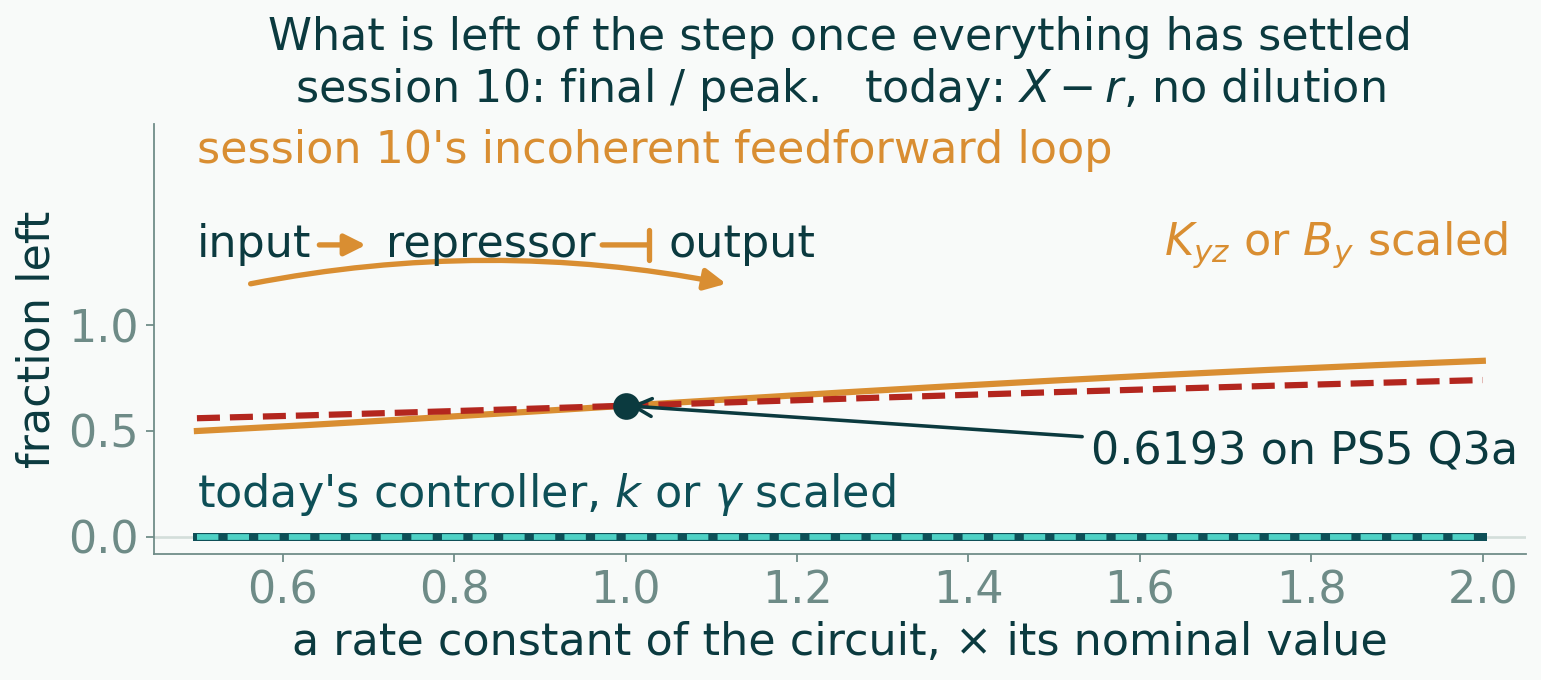 What is left of the step once everything has settled
session 10: final / peak.   today: X − r, no dilution
session 10's incoherent feedforward loop
input repressor output
K_yz or B_y scaled
fraction left
1.0
0.5
0.0
0.6193 on PS5 Q3a
today's controller, k or γ scaled
0.6 0.8 1.0 1.2 1.4 1.6 1.8 2.0
a rate constant of the circuit, × its nominal value